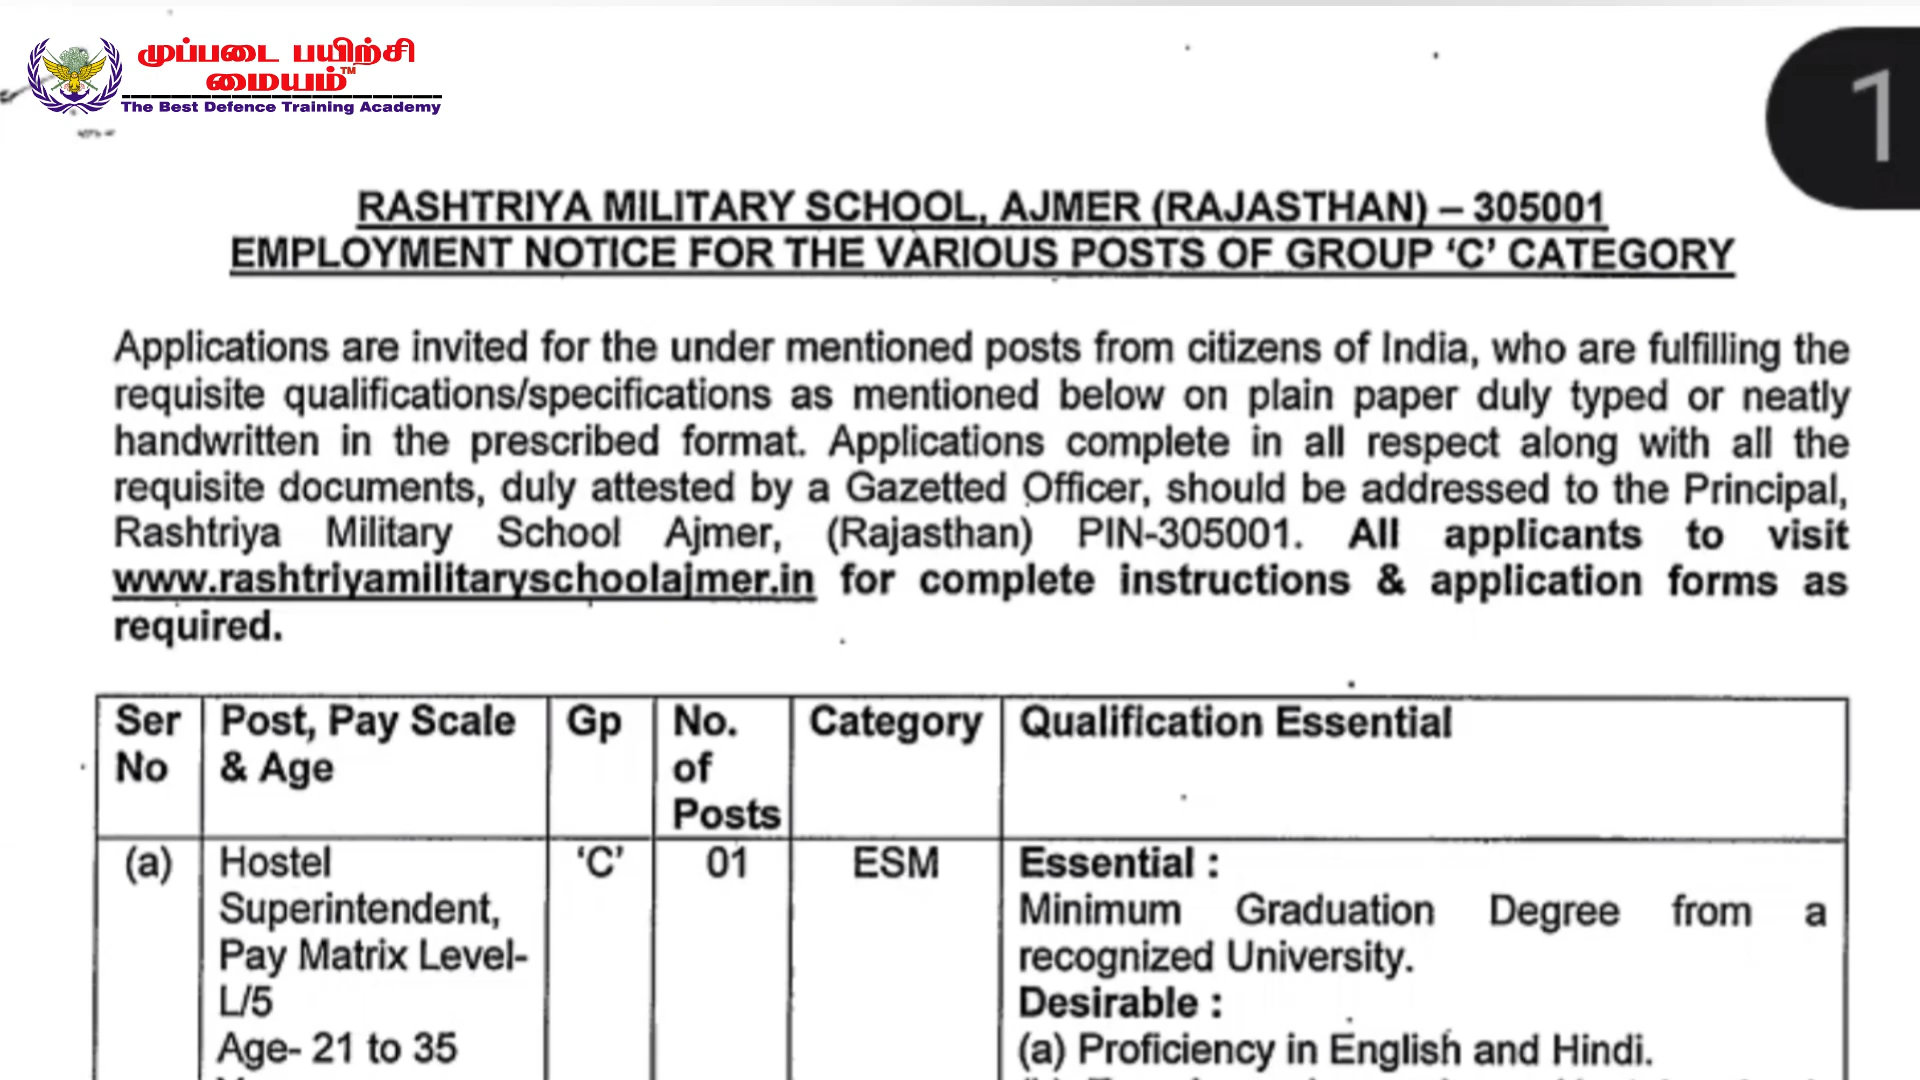 முப்படை பயிற்சி
மையம்™
The Best Defence Training Academy
1
RASHTRIYA MILITARY SCHOOL, AJMER (RAJASTHAN) – 305001
EMPLOYMENT NOTICE FOR THE VARIOUS POSTS OF GROUP ‘C’ CATEGORY
Applications are invited for the under mentioned posts from citizens of India, who are fulfilling the
requisite qualifications/specifications as mentioned below on plain paper duly typed or neatly
handwritten in the prescribed format. Applications complete in all respect along with all the
requisite documents, duly attested by a Gazetted Officer, should be addressed to the Principal,
Rashtriya Military School Ajmer, (Rajasthan) PIN-305001. All applicants to visit
www.rashtriyamilitaryschoolajmer.in for complete instructions & application forms as
required.
Ser No
Post, Pay Scale & Age
Gp
No. of Posts
Category
Qualification Essential
(a)
Hostel
Superintendent,
Pay Matrix Level-
L/5
Age- 21 to 35
‘C’
01
ESM
Essential :
Minimum Graduation Degree from a
recognized University.
Desirable :
(a) Proficiency in English and Hindi.